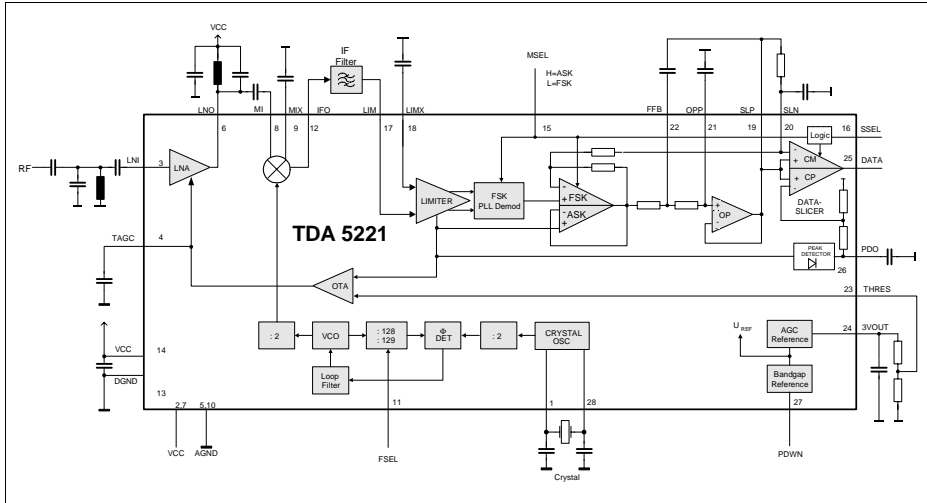 VCC
IF
Filter
MSEL
H=ASK
L=FSK
LNO
MI
MIX
IFO
LIM
LIMX
FFB
OPP
SLP
SLN
6
8
9
12
17
18
15
22
21
19
20
16
SSEL
Logic
RF
LNI
3
LNA
-
+
+
-
CM
CP
25
DATA
DATA-
SLICER
LIMITER
FSK
PLL Demod
-
+
FSK
ASK
-
+
+
-
OP
TDA 5221
TAGC
4
OTA
PEAK
DETECTOR
PDO
26
23
THRES
: 2
VCO
: 128
: 129
Φ
DET
: 2
CRYSTAL
OSC
U REF
AGC
Reference
24
3VOUT
VCC
14
DGND
13
Loop
Filter
Bandgap
Reference
2,7
5,10
11
1
28
27
VCC
AGND
FSEL
Crystal
PDWN